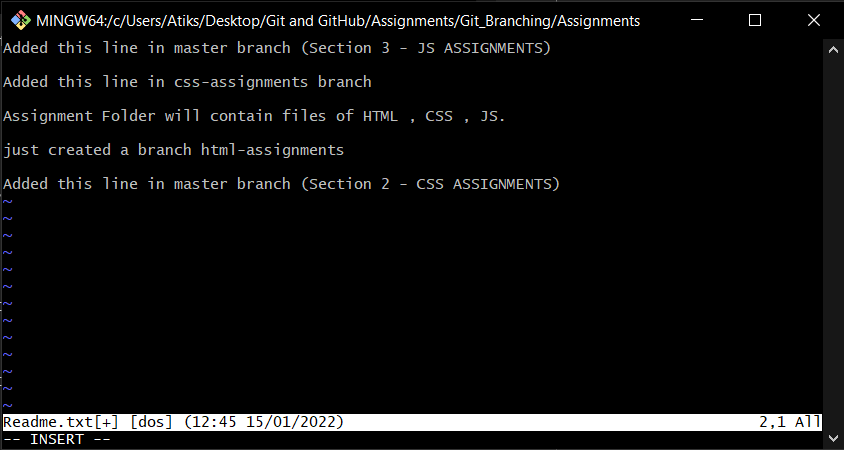 MINGW64:/c/Users/Atiks/Desktop/Git and GitHub/Assignments/Git_Branching/Assignments
Added this line in master branch (Section 3 - JS ASSIGNMENTS)
Added this line in css-assignments branch
Assignment Folder will contain files of HTML , CSS , JS.
just created a branch html-assignments
Added this line in master branch (Section 2 - CSS ASSIGNMENTS)
~
~
~
~
~
~
~
~
~
~
~
~
~
Readme.txt[+] [dos] (12:45 15/01/2022) 2,1 All
-- INSERT --